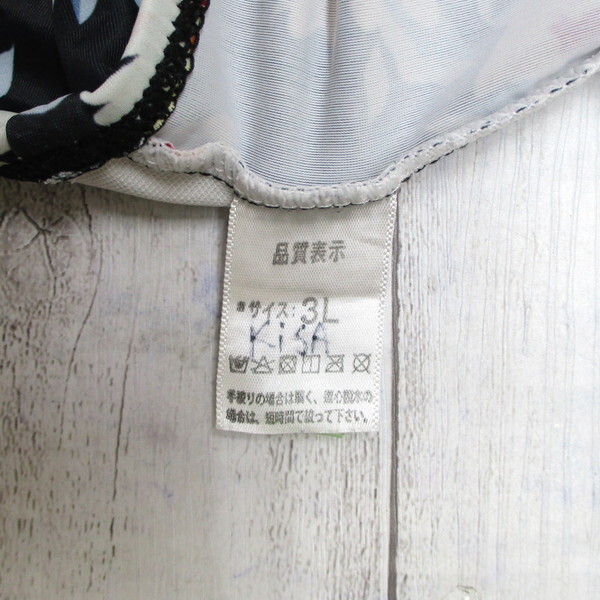 品質表示
サイズ: 3L
KiSA
手絞りの場合は弱く、遠心脱水の
場合は、短時間で絞って下さい。